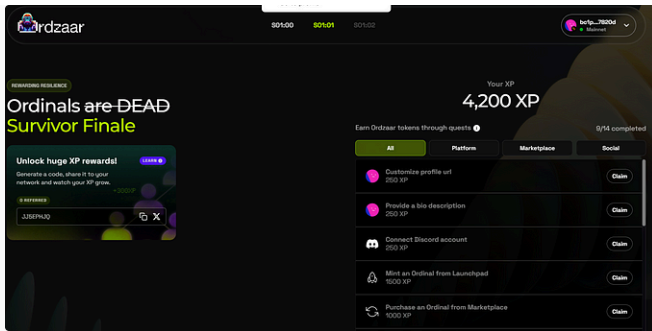 Ordzaar
S01:00
S01:01
S01:02
bc1p...7820d
Mainnet
REWARDING RESILIENCE
Ordinals are DEAD
Survivor Finale
Unlock huge XP rewards!
LEARN
Generate a code, share it to your
network and watch your XP grow.
+300XP
0 REFERRED
JJ5EPHJQ
Your XP
4,200 XP
Earn Ordzaar tokens through quests
9/14 completed
All
Platform
Marketplace
Social
Customize profile url
250 XP
Claim
Provide a bio description
250 XP
Claim
Connect Discord account
250 XP
Claim
Mint an Ordinal from Launchpad
1500 XP
Claim
Purchase an Ordinal from Marketplace
1000 XP
Claim